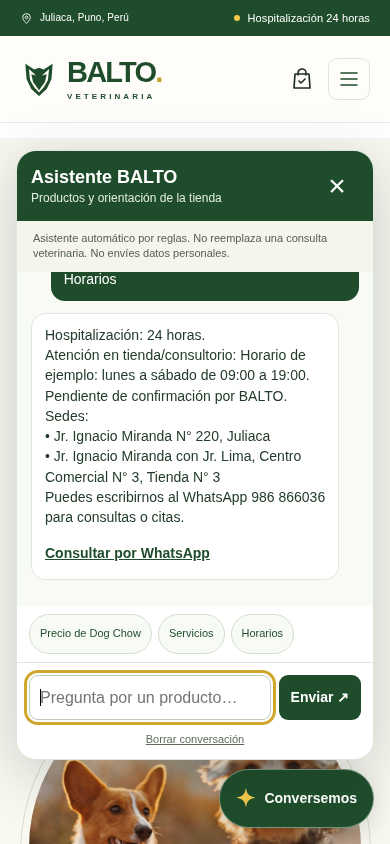 Juliaca, Puno, Perú
Hospitalización 24 horas
BALTO.
VETERINARIA
Asistente BALTO
Productos y orientación de la tienda
Asistente automático por reglas. No reemplaza una consulta
veterinaria. No envíes datos personales.
Horarios
Hospitalización: 24 horas.
Atención en tienda/consultorio: Horario de
ejemplo: lunes a sábado de 09:00 a 19:00.
Pendiente de confirmación por BALTO.
Sedes:
• Jr. Ignacio Miranda N° 220, Juliaca
• Jr. Ignacio Miranda con Jr. Lima, Centro
Comercial N° 3, Tienda N° 3
Puedes escribirnos al WhatsApp 986 866036
para consultas o citas.
Consultar por WhatsApp
Precio de Dog Chow
Servicios
Horarios
Pregunta por un producto…
Enviar ↗
Borrar conversación
Conversemos